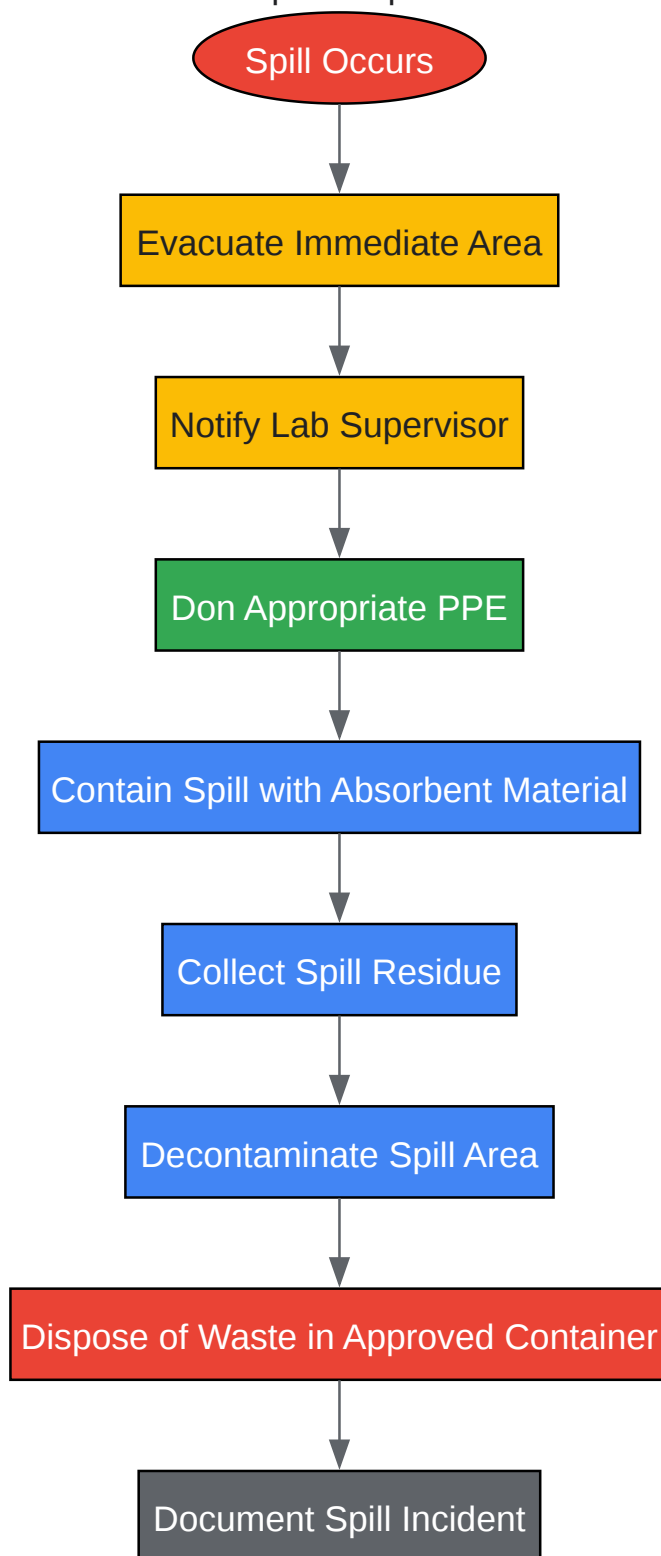 Spill Occurs
Evacuate Immediate Area
Notify Lab Supervisor
Don Appropriate PPE
Contain Spill with Absorbent Material
Collect Spill Residue
Decontaminate Spill Area
Dispose of Waste in Approved Container
Document Spill Incident